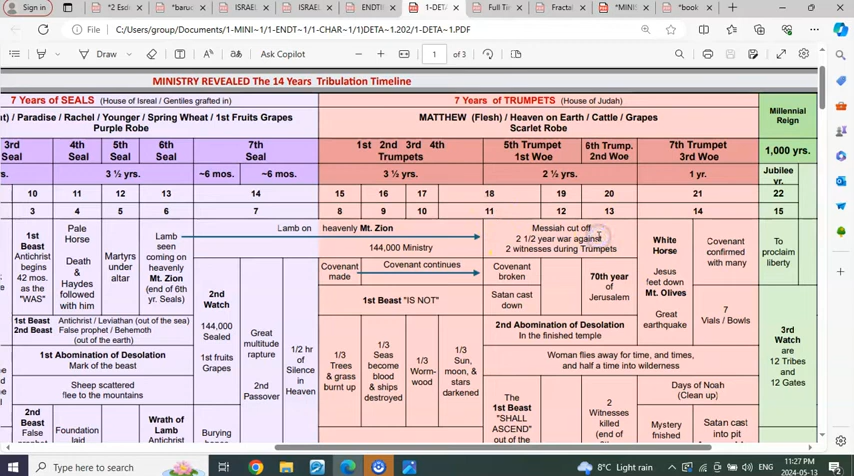 Sign in
*2 Esd
*baruc
ISRAEL
ISRAEL
ENDTI
1-DETA
Full Tim
Fractal
*MINIS
*book
File
C:/Users/group/Documents/1-MINI~1/1-ENDT~1/1-CHAR~1/1)DETA~1.202/1-DETA~1.PDF
Draw
Ask Copilot
1
of 3
MINISTRY REVEALED The 14 Years Tribulation Timeline
7 Years of SEALS (House of Isreal / Gentiles grafted in)
7 Years of TRUMPETS (House of Judah)
t) / Paradise / Rachel / Younger / Spring Wheat / 1st Fruits Grapes
Purple Robe
MATTHEW (Flesh) / Heaven on Earth / Cattle / Grapes
Scarlet Robe
Millennial
Reign
3rd
Seal
4th
Seal
5th
Seal
6th
Seal
7th
Seal
1st 2nd 3rd 4th
Trumpets
5th Trumpet
1st Woe
6th Trump.
2nd Woe
7th Trumpet
3rd Woe
1,000 yrs.
rs.
3 ½ yrs.
~6 mos.
~6 mos.
3 ½ yrs.
2 ½ yrs.
1 yr.
Jubilee
yr.
10
11
12
13
14
15
16
17
18
19
20
21
22
3
4
5
6
7
8
9
10
11
12
13
14
15
1st
Beast
Antichrist
begins
42 mos.
as the
"WAS"
Pale
Horse
Death
&
Haydes
followed
with him
Martyrs
under
altar
Lamb
seen
coming on
heavenly
Mt. Zion
(end of 6th
yr. Seals)
Lamb on heavenly Mt. Zion
144,000 Ministry
Messiah cut off
2 1/2 year war against
2 witnesses during Trumpets
White
Horse
Jesus
feet down
Mt. Olives
Great
earthquake
Covenant
confirmed
with many
7
Vials / Bowls
To
proclaim
liberty
2nd
Watch
144,000
Sealed
1st fruits
Grapes
Great
multitude
rapture
2nd
Passover
1/2 hr
of
Silence
in
Heaven
Covenant
made
Covenant continues
Covenant
broken
Satan cast
down
70th year
of
Jerusalem
1st Beast "IS NOT"
1st Beast
2nd Beast
Antichrist / Leviathan (out of the sea)
False prophet / Behemoth
(out of the earth)
1st Abomination of Desolation
Mark of the beast
Sheep scattered
flee to the mountains
1/3
Trees
& grass
burnt up
1/3
Seas
become
blood
& ships
destroyed
1/3
Worm-
wood
1/3
Sun,
moon, &
stars
darkened
2nd Abomination of Desolation
In the finished temple
Woman flies away for time, and times,
and half a time into wilderness
3rd
Watch
are
12 Tribes
and
12 Gates
2nd
Beast
False
Foundation
laid
Wrath of
Lamb
Antichrist
Burying
The
1st Beast
"SHALL
ASCEND"
out of the
2
Witnesses
killed
(end of
Days of Noah
(Clean up)
Mystery
finished
Satan cast
into pit
Type here to search
8°C Light rain
ENG
11:27 PM
2024-05-13